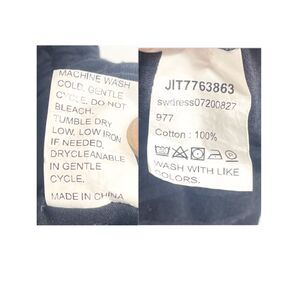 MACHINE WASH
COLD, GENTLE
CYCLE. DO NOT
BLEACH.
TUMBLE DRY
LOW, LOW IRON
IF NEEDED,
DRYCLEANABLE
IN GENTLE
CYCLE.
MADE IN CHINA
JIT7763863
swdress07200827
977
Cotton : 100%
WASH WITH LIKE
COLORS.